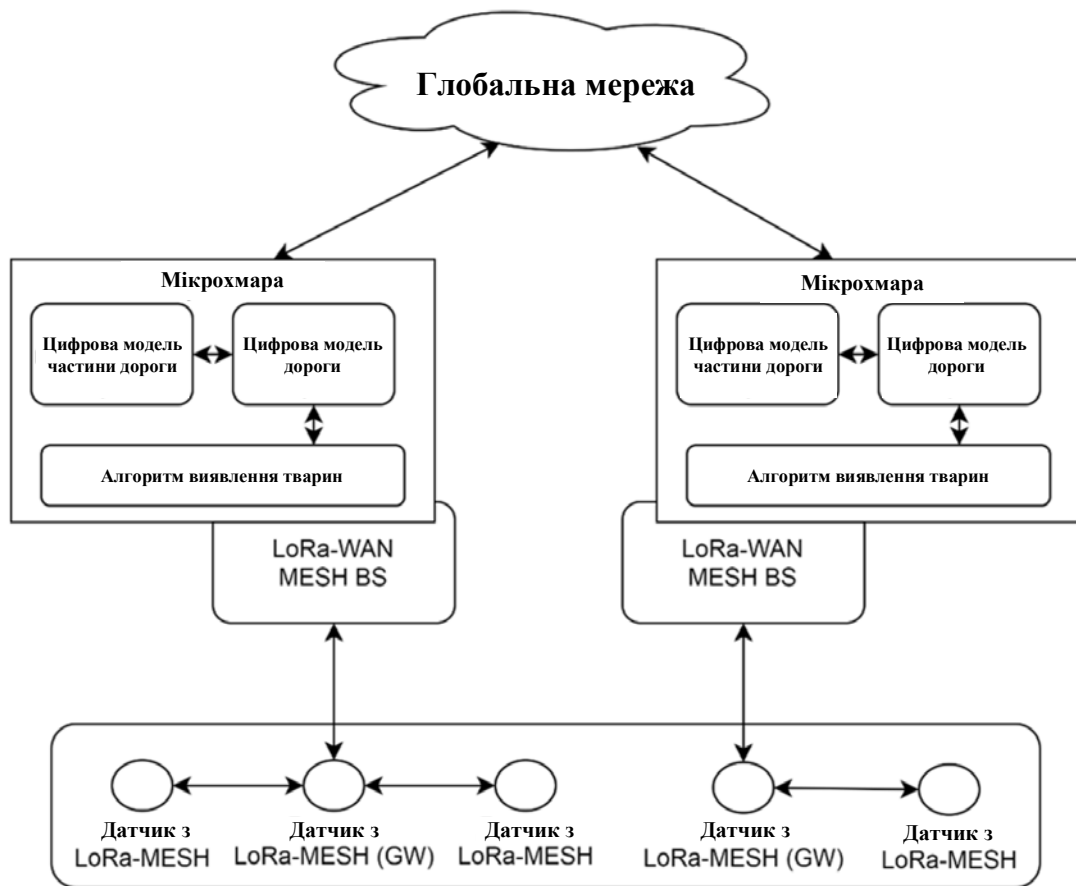 Глобальна мережа
Мікрохмара
Цифрова модель
частини дороги
Цифрова модель
дороги
Алгоритм виявлення тварин
LoRa-WAN
MESH BS
Мікрохмара
Цифрова модель
частини дороги
Цифрова модель
дороги
Алгоритм виявлення тварин
LoRa-WAN
MESH BS
Датчик з
LoRa-MESH
Датчик з
LoRa-MESH (GW)
Датчик з
LoRa-MESH
Датчик з
LoRa-MESH (GW)
Датчик з
LoRa-MESH